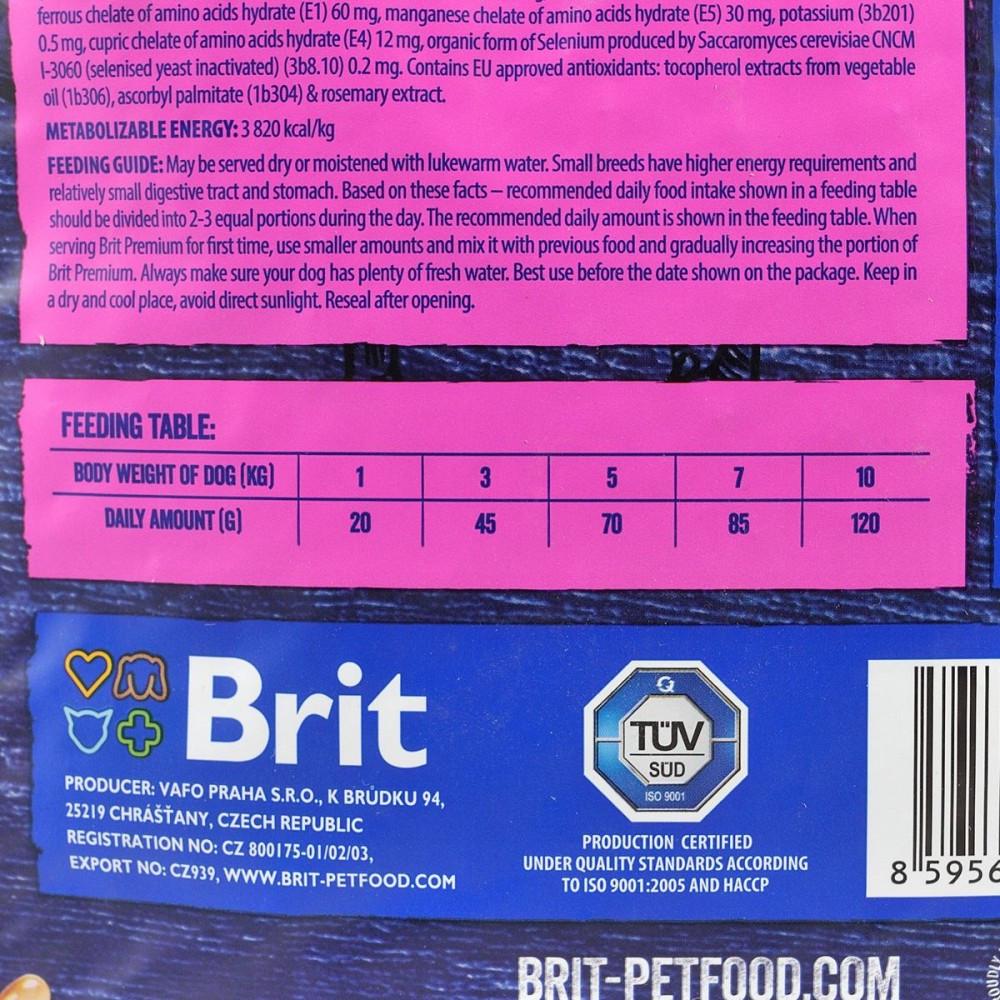 ferrous chelate of amino acids hydrate (E1) 60 mg, manganese chelate of amino acids hydrate (E5) 30 mg, potassium (3b201)
0.5 mg, cupric chelate of amino acids hydrate (E4) 12 mg, organic form of Selenium produced by Saccaromyces cerevisiae CNCM
I-3060 (selenised yeast inactivated) (3b8.10) 0.2 mg. Contains EU approved antioxidants: tocopherol extracts from vegetable
oil (1b306), ascorbyl palmitate (1b304) & rosemary extract.
METABOLIZABLE ENERGY: 3 820 kcal/kg
FEEDING GUIDE: May be served dry or moistened with lukewarm water. Small breeds have higher energy requirements and
relatively small digestive tract and stomach. Based on these facts – recommended daily food intake shown in a feeding table
should be divided into 2-3 equal portions during the day. The recommended daily amount is shown in the feeding table. When
serving Brit Premium for first time, use smaller amounts and mix it with previous food and gradually increasing the portion of
Brit Premium. Always make sure your dog has plenty of fresh water. Best use before the date shown on the package. Keep in
a dry and cool place, avoid direct sunlight. Reseal after opening.
FEEDING TABLE:
BODY WEIGHT OF DOG (KG) 1 3 5 7 10
DAILY AMOUNT (G) 20 45 70 85 120
Brit
PRODUCER: VAFO PRAHA S.R.O., K BRŮDKU 94,
25219 CHRÁŠŤANY, CZECH REPUBLIC
REGISTRATION NO: CZ 800175-01/02/03,
EXPORT NO: CZ939, WWW.BRIT-PETFOOD.COM
TÜV
SÜD
ISO 9001
PRODUCTION CERTIFIED
UNDER QUALITY STANDARDS ACCORDING
TO ISO 9001:2005 AND HACCP
8 5956
BRIT-PETFOOD.COM